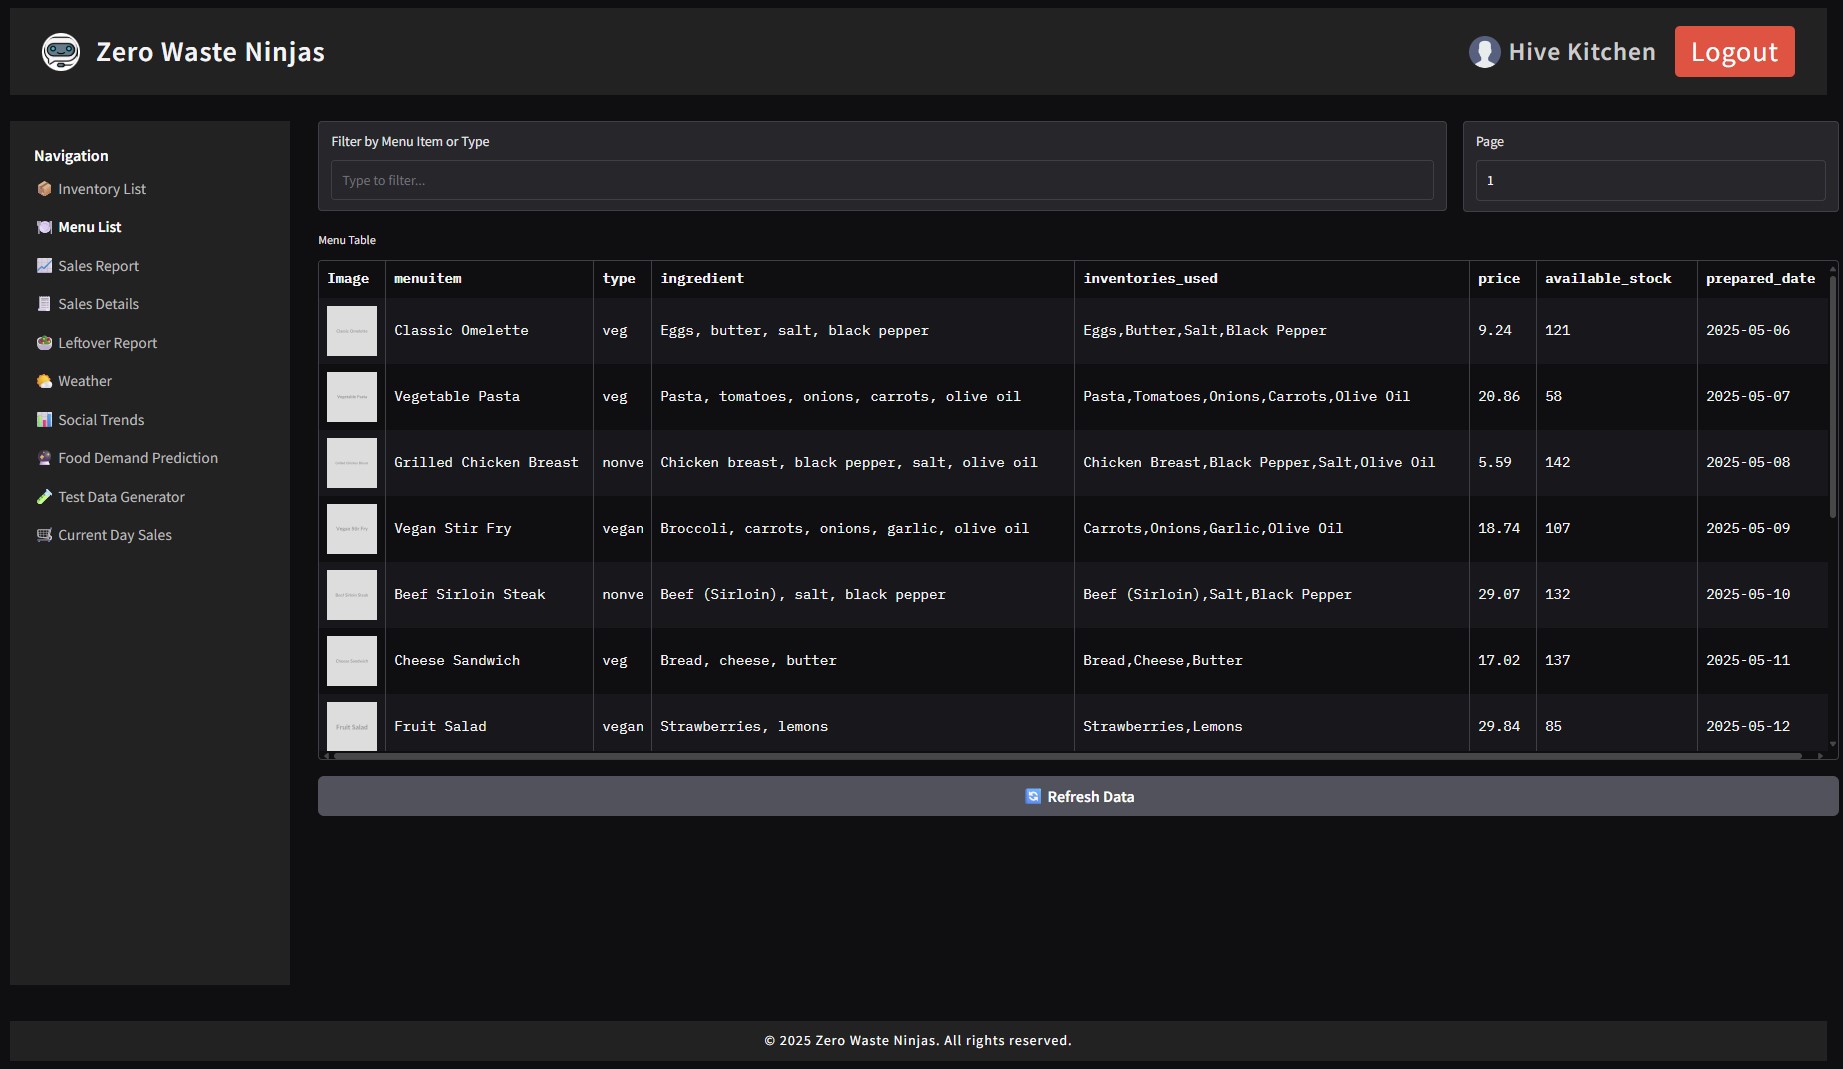 Zero Waste Ninjas
Hive Kitchen
Logout
Navigation
Inventory List
Menu List
Sales Report
Sales Details
Leftover Report
Weather
Social Trends
Food Demand Prediction
Test Data Generator
Current Day Sales
Filter by Menu Item or Type
Type to filter...
Page
1
Menu Table
Image menuitem type ingredient inventories_used price available_stock prepared_date
Classic Omelette veg Eggs, butter, salt, black pepper Eggs,Butter,Salt,Black Pepper 9.24 121 2025-05-06
Vegetable Pasta veg Pasta, tomatoes, onions, carrots, olive oil Pasta,Tomatoes,Onions,Carrots,Olive Oil 20.86 58 2025-05-07
Grilled Chicken Breast nonve Chicken breast, black pepper, salt, olive oil Chicken Breast,Black Pepper,Salt,Olive Oil 5.59 142 2025-05-08
Vegan Stir Fry Vegan Stir Fry vegan Broccoli, carrots, onions, garlic, olive oil Carrots,Onions,Garlic,Olive Oil 18.74 107 2025-05-09
Beef Sirloin Steak nonve Beef (Sirloin), salt, black pepper Beef (Sirloin),Salt,Black Pepper 29.07 132 2025-05-10
Cheese Sandwich veg Bread, cheese, butter Bread,Cheese,Butter 17.02 137 2025-05-11
Fruit Salad Fruit Salad vegan Strawberries, lemons Strawberries,Lemons 29.84 85 2025-05-12
Refresh Data
© 2025 Zero Waste Ninjas. All rights reserved.